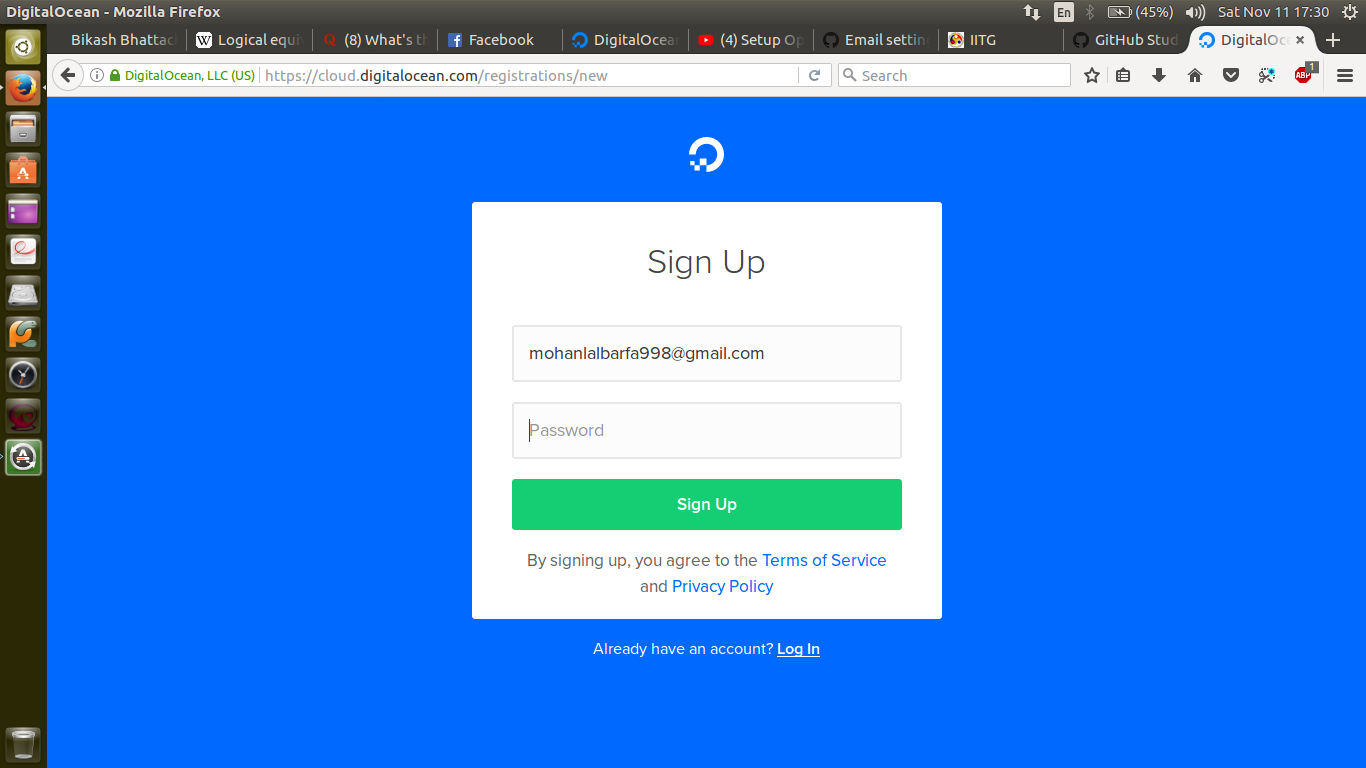 DigitalOcean - Mozilla Firefox
En (45%) Sat Nov 11 17:30
Bikash Bhattac
W Logical equi
Q (8) What's th
Facebook
DigitalOcea
(4) Setup Op
Email settin
IITG
GitHub Stud
DigitalOce
DigitalOcean, LLC (US) https://cloud.digitalocean.com/registrations/new
Search
ABP 1
Sign Up
mohanlalbarfa998@gmail.com
Password
Sign Up
By signing up, you agree to the Terms of Service
and Privacy Policy
Already have an account? Log In